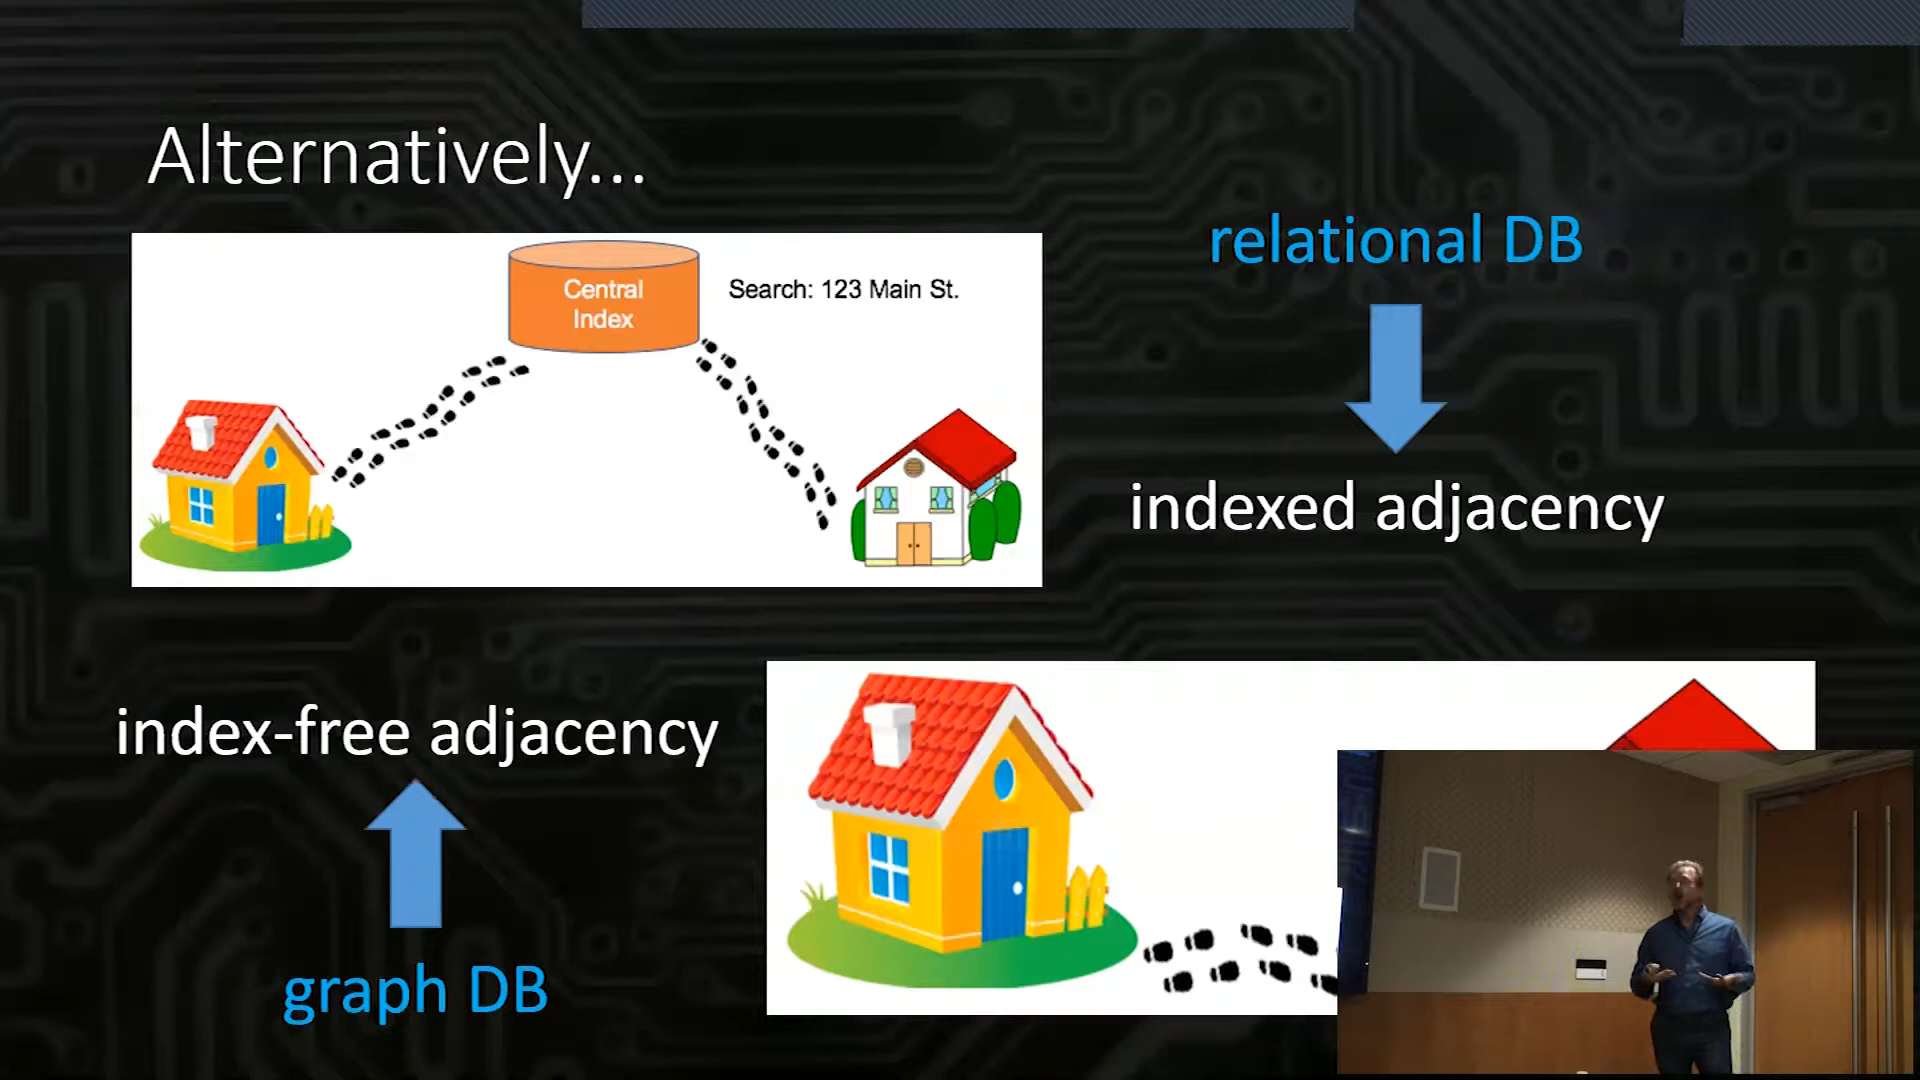 Alternatively...
Central
Index
Search: 123 Main St.
relational DB
indexed adjacency
index-free adjacency
graph DB